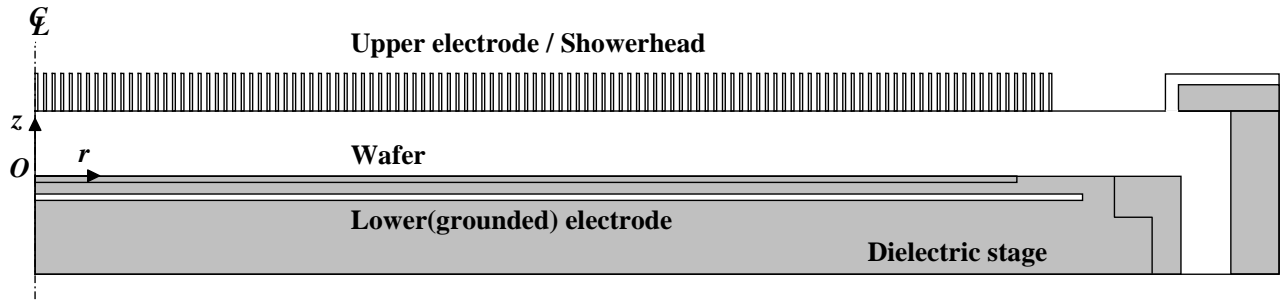 ℄
Upper electrode / Showerhead
z
Wafer
r
O
Lower(grounded) electrode
Dielectric stage